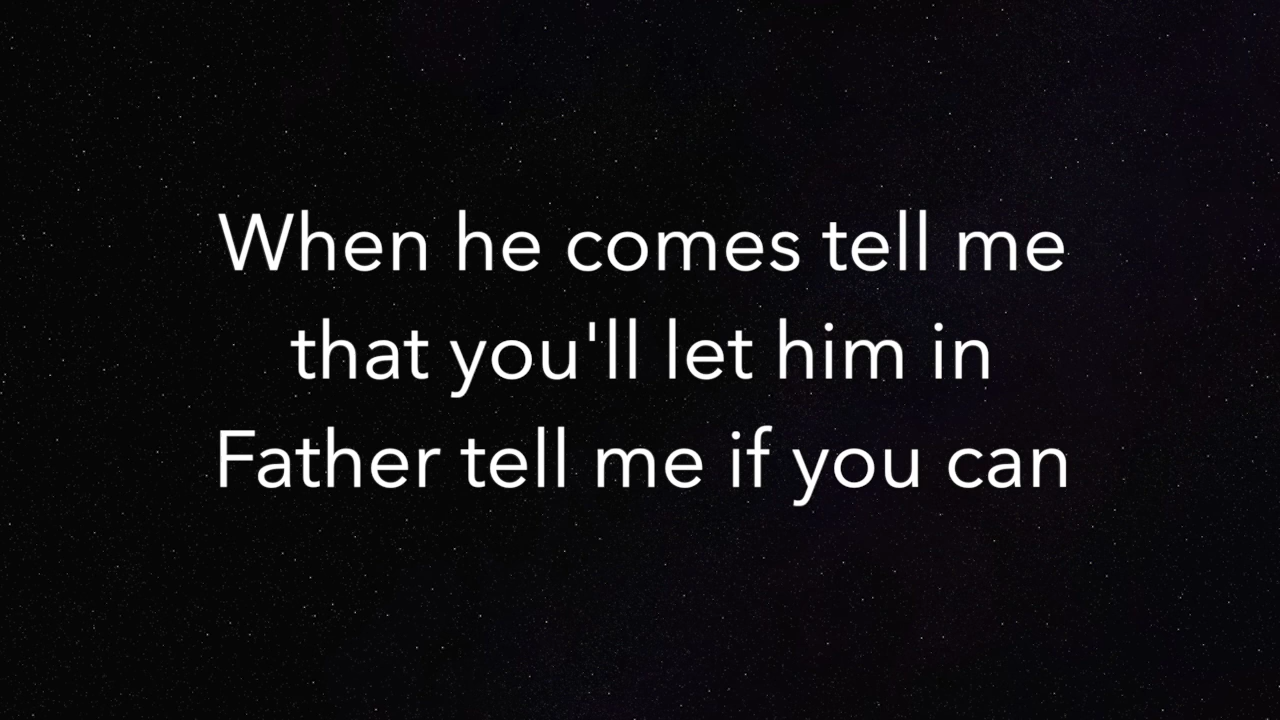 When he comes tell me
that you'll let him in
Father tell me if you can